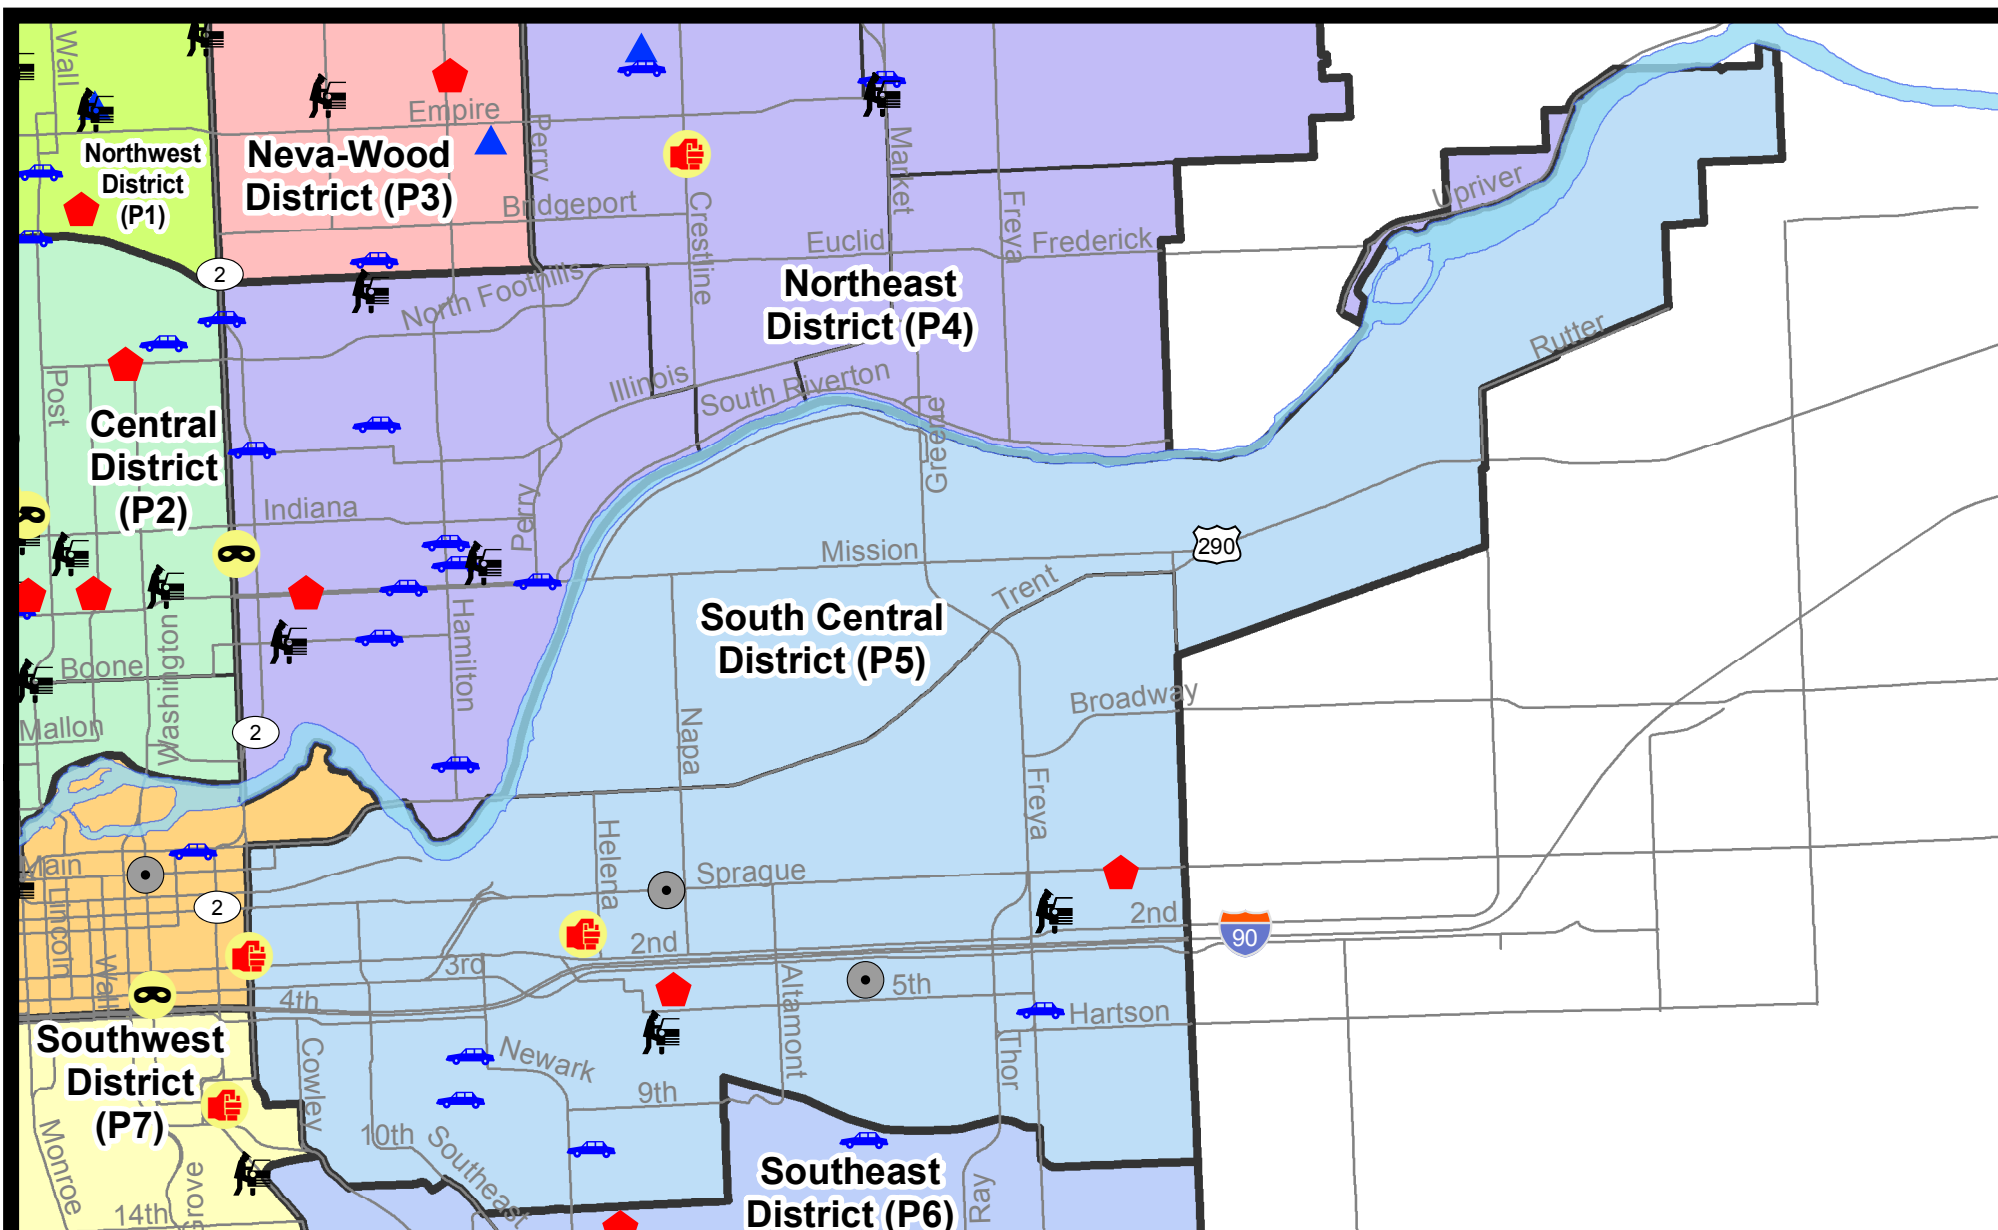 Wall
Empire
Perry
Market
Northwest
District
(P1)
Neva-Wood
District (P3)
Bridgeport
Crestline
Freya
Upriver
Euclid
Frederick
2
North Foothills
Northeast
District (P4)
Rutter
Post
Illinois
South Riverton
Central
District
(P2)
Greene
Indiana
Perry
Mission
290
Trent
South Central
District (P5)
Hamilton
Washington
Boone
Broadway
Mallon
2
Napa
Freya
Helena
Main
Sprague
Lincoln
2
2nd
2nd
90
3rd
Wall
Altamont
4th
5th
Hartson
Southwest
District
(P7)
Cowley
Newark
Thor
9th
Monroe
10th
Southeast
Southeast
District (P6)
Grove
Ray
14th